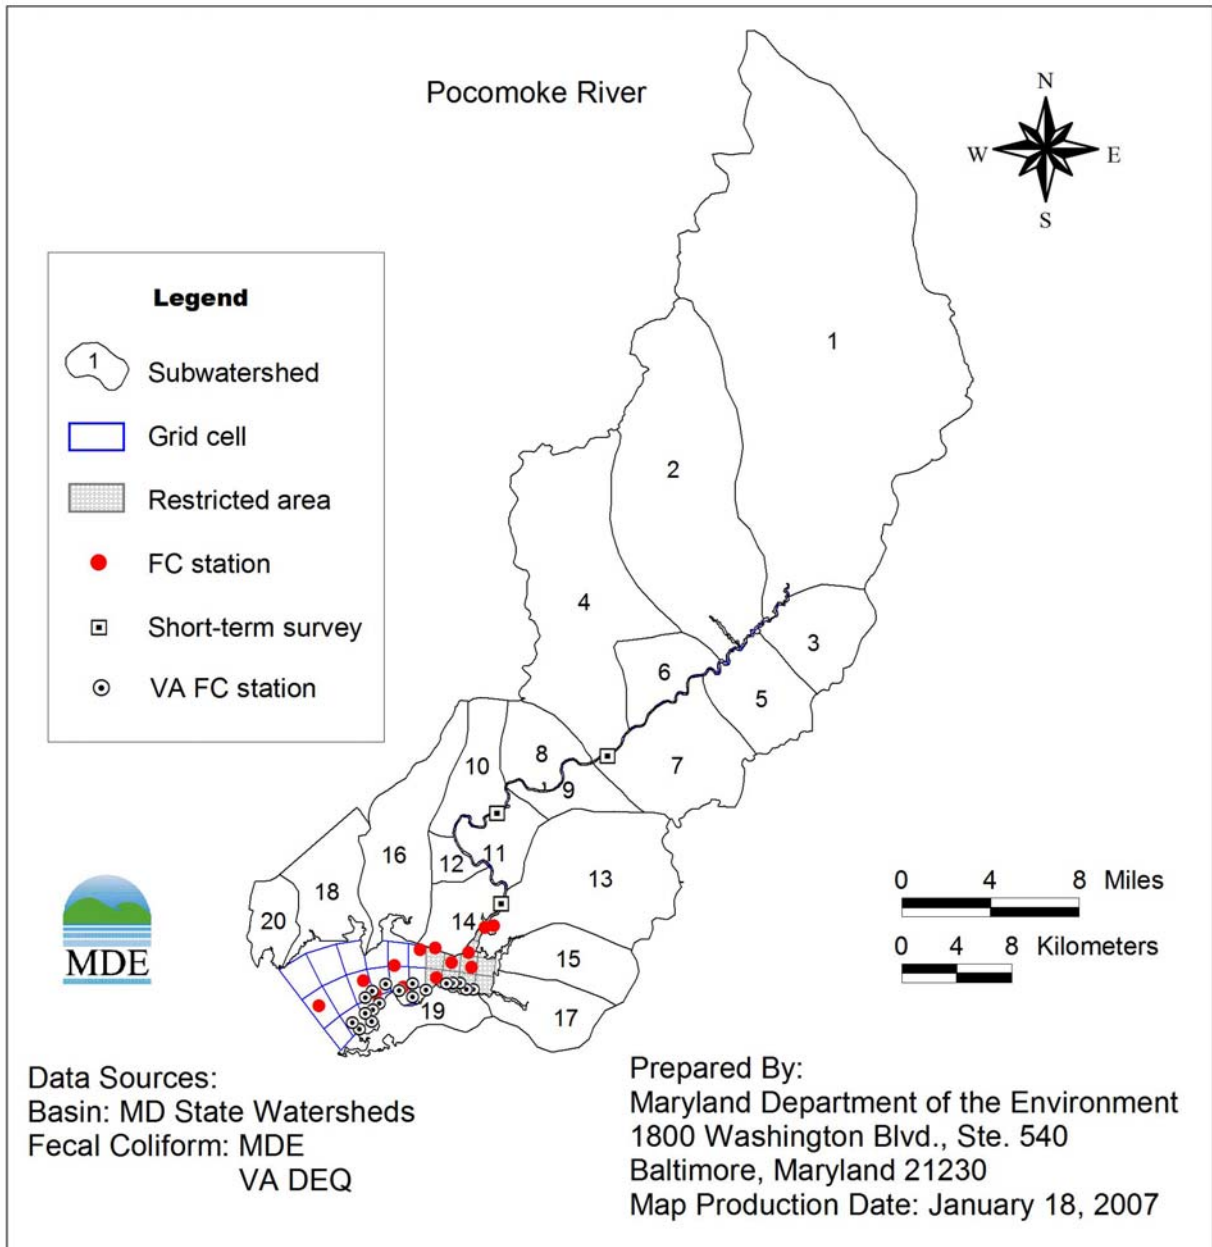 Pocomoke River
N
W E
S
Legend
1 Subwatershed
Grid cell
Restricted area
FC station
Short-term survey
VA FC station
1
2
4
3
6
5
8
10
7
9
16
11
12
13
18
20
14
15
19
17
0 4 8 Miles
0 4 8 Kilometers
MDE
Data Sources:
Basin: MD State Watersheds
Fecal Coliform: MDE
VA DEQ
Prepared By:
Maryland Department of the Environment
1800 Washington Blvd., Ste. 540
Baltimore, Maryland 21230
Map Production Date: January 18, 2007